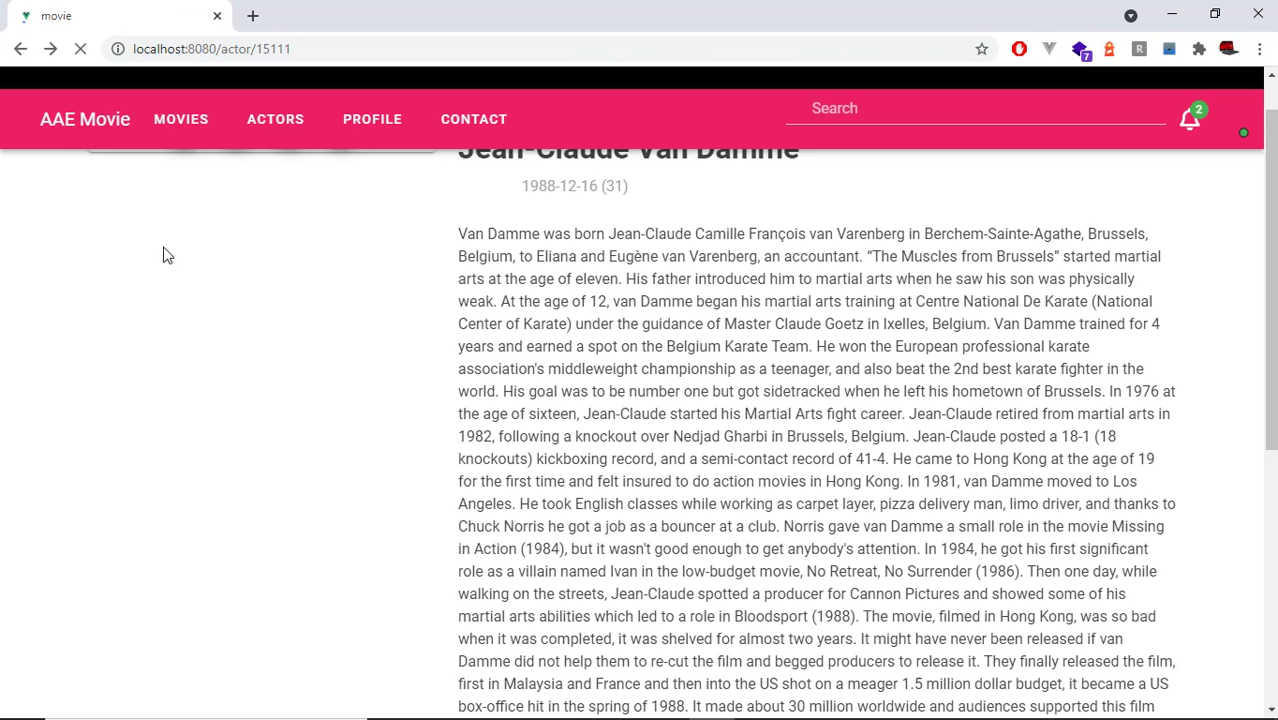 movie
localhost:8080/actor/15111
7
R
AAE Movie MOVIES ACTORS PROFILE CONTACT Search 2
Jean-Claude Van Damme
1988-12-16 (31)
Van Damme was born Jean-Claude Camille François van Varenberg in Berchem-Sainte-Agathe, Brussels,
Belgium, to Eliana and Eugène van Varenberg, an accountant. “The Muscles from Brussels” started martial
arts at the age of eleven. His father introduced him to martial arts when he saw his son was physically
weak. At the age of 12, van Damme began his martial arts training at Centre National De Karate (National
Center of Karate) under the guidance of Master Claude Goetz in Ixelles, Belgium. Van Damme trained for 4
years and earned a spot on the Belgium Karate Team. He won the European professional karate
association's middleweight championship as a teenager, and also beat the 2nd best karate fighter in the
world. His goal was to be number one but got sidetracked when he left his hometown of Brussels. In 1976 at
the age of sixteen, Jean-Claude started his Martial Arts fight career. Jean-Claude retired from martial arts in
1982, following a knockout over Nedjad Gharbi in Brussels, Belgium. Jean-Claude posted a 18-1 (18
knockouts) kickboxing record, and a semi-contact record of 41-4. He came to Hong Kong at the age of 19
for the first time and felt insured to do action movies in Hong Kong. In 1981, van Damme moved to Los
Angeles. He took English classes while working as carpet layer, pizza delivery man, limo driver, and thanks to
Chuck Norris he got a job as a bouncer at a club. Norris gave van Damme a small role in the movie Missing
in Action (1984), but it wasn't good enough to get anybody's attention. In 1984, he got his first significant
role as a villain named Ivan in the low-budget movie, No Retreat, No Surrender (1986). Then one day, while
walking on the streets, Jean-Claude spotted a producer for Cannon Pictures and showed some of his
martial arts abilities which led to a role in Bloodsport (1988). The movie, filmed in Hong Kong, was so bad
when it was completed, it was shelved for almost two years. It might have never been released if van
Damme did not help them to re-cut the film and begged producers to release it. They finally released the film,
first in Malaysia and France and then into the US shot on a meager 1.5 million dollar budget, it became a US
box-office hit in the spring of 1988. It made about 30 million worldwide and audiences supported this film